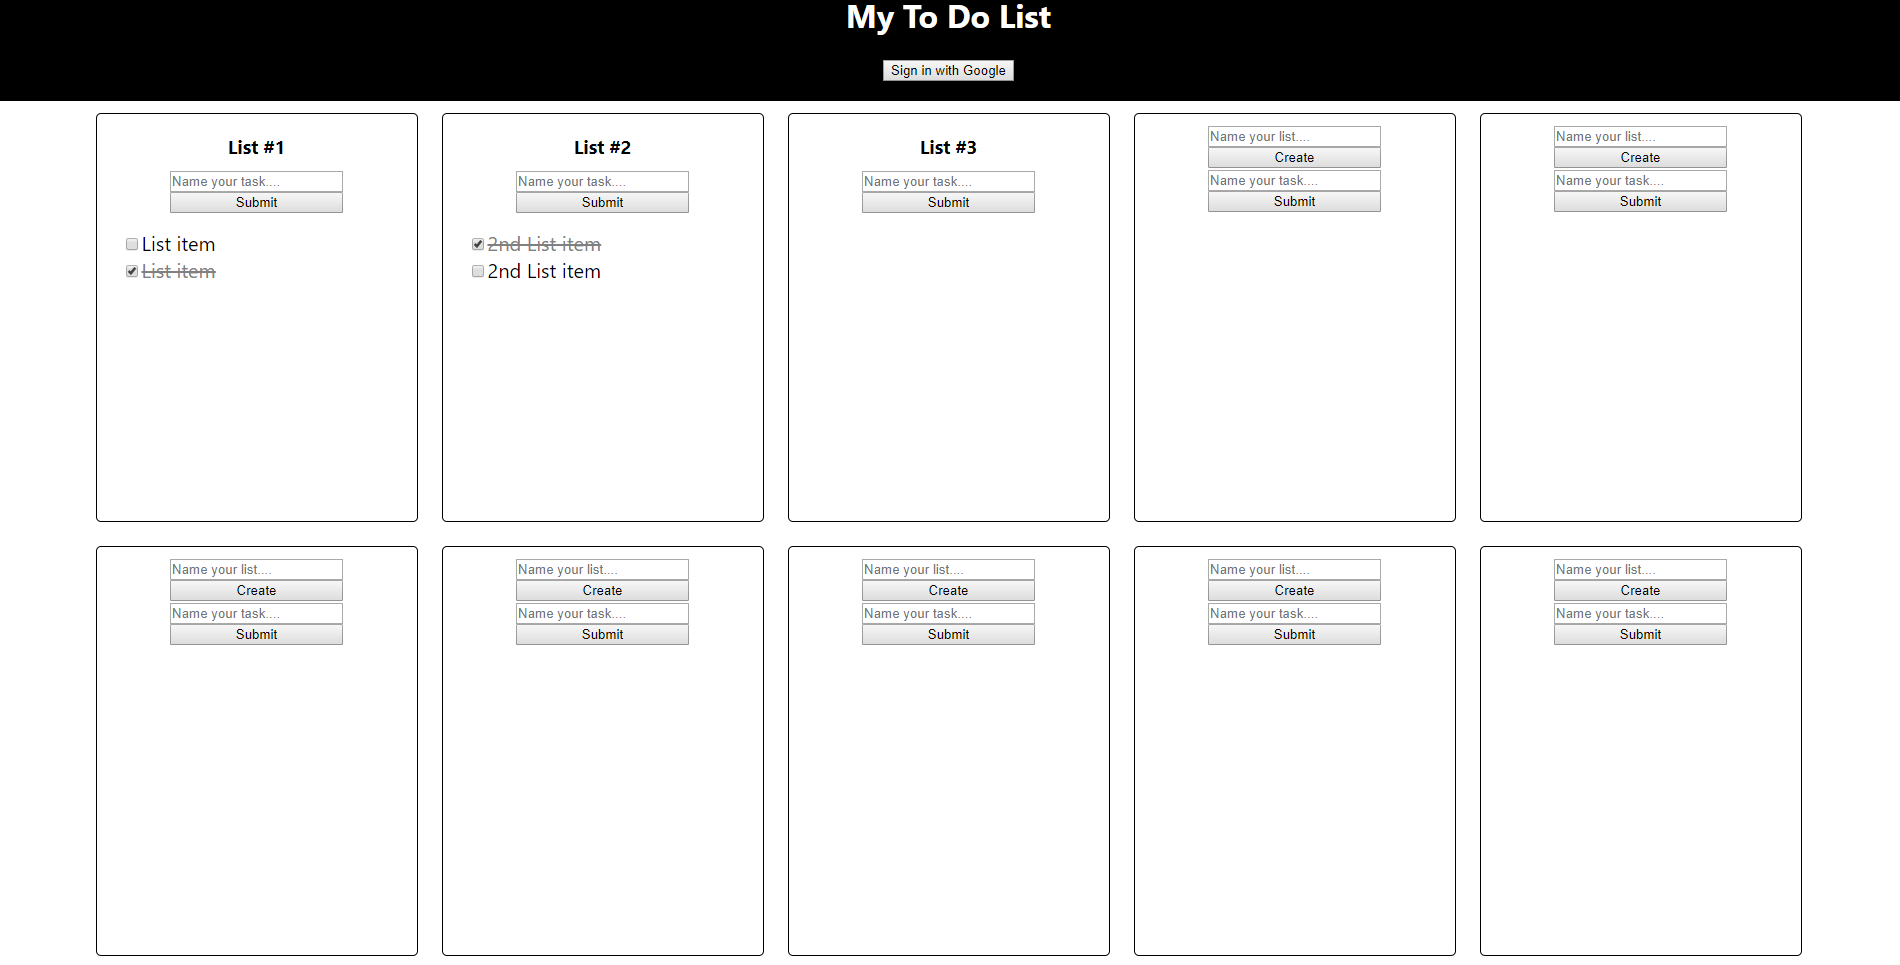 My To Do List
Sign in with Google
List #1
Name your task....
Submit
List item
List item
List #2
Name your task....
Submit
2nd List item
2nd List item
List #3
Name your task....
Submit
Name your list....
Create
Name your task....
Submit
Name your list....
Create
Name your task....
Submit
Name your list....
Create
Name your task....
Submit
Name your list....
Create
Name your task....
Submit
Name your list....
Create
Name your task....
Submit
Name your list....
Create
Name your task....
Submit
Name your list....
Create
Name your task....
Submit